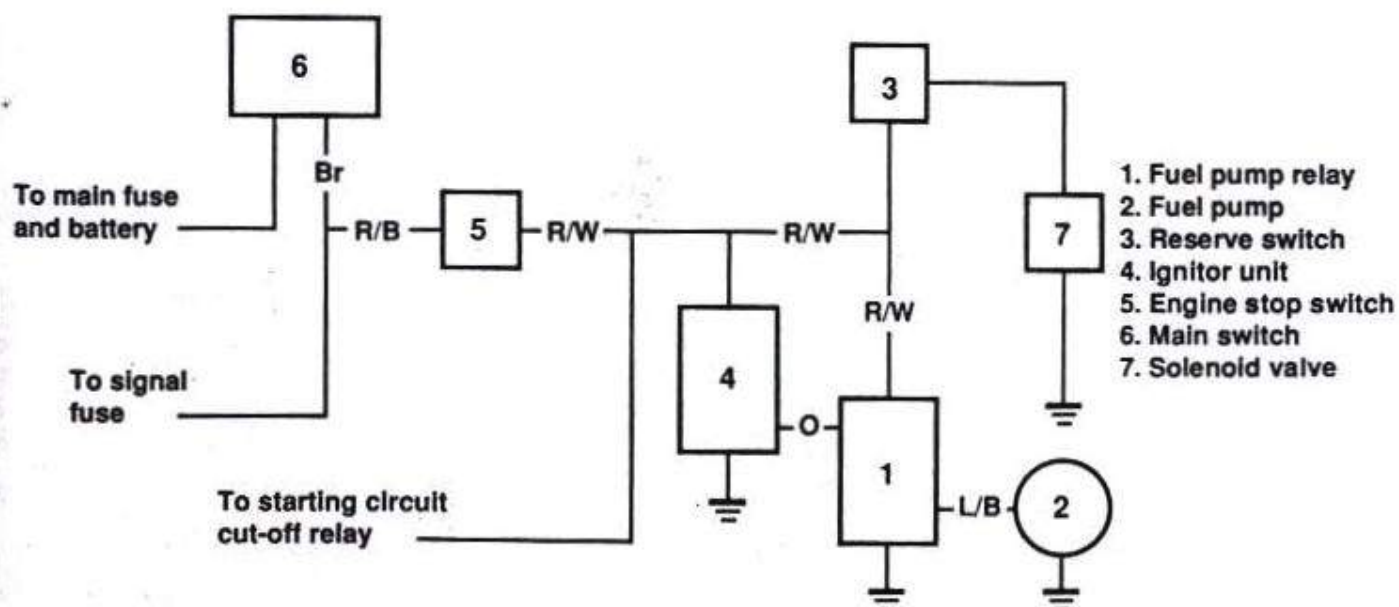 6
3
Br
To main fuse
and battery
R/B
5
R/W
R/W
7
1. Fuel pump relay
2. Fuel pump
3. Reserve switch
4. Ignitor unit
5. Engine stop switch
6. Main switch
7. Solenoid valve
R/W
To signal
fuse
4
O
1
L/B
2
To starting circuit
cut-off relay